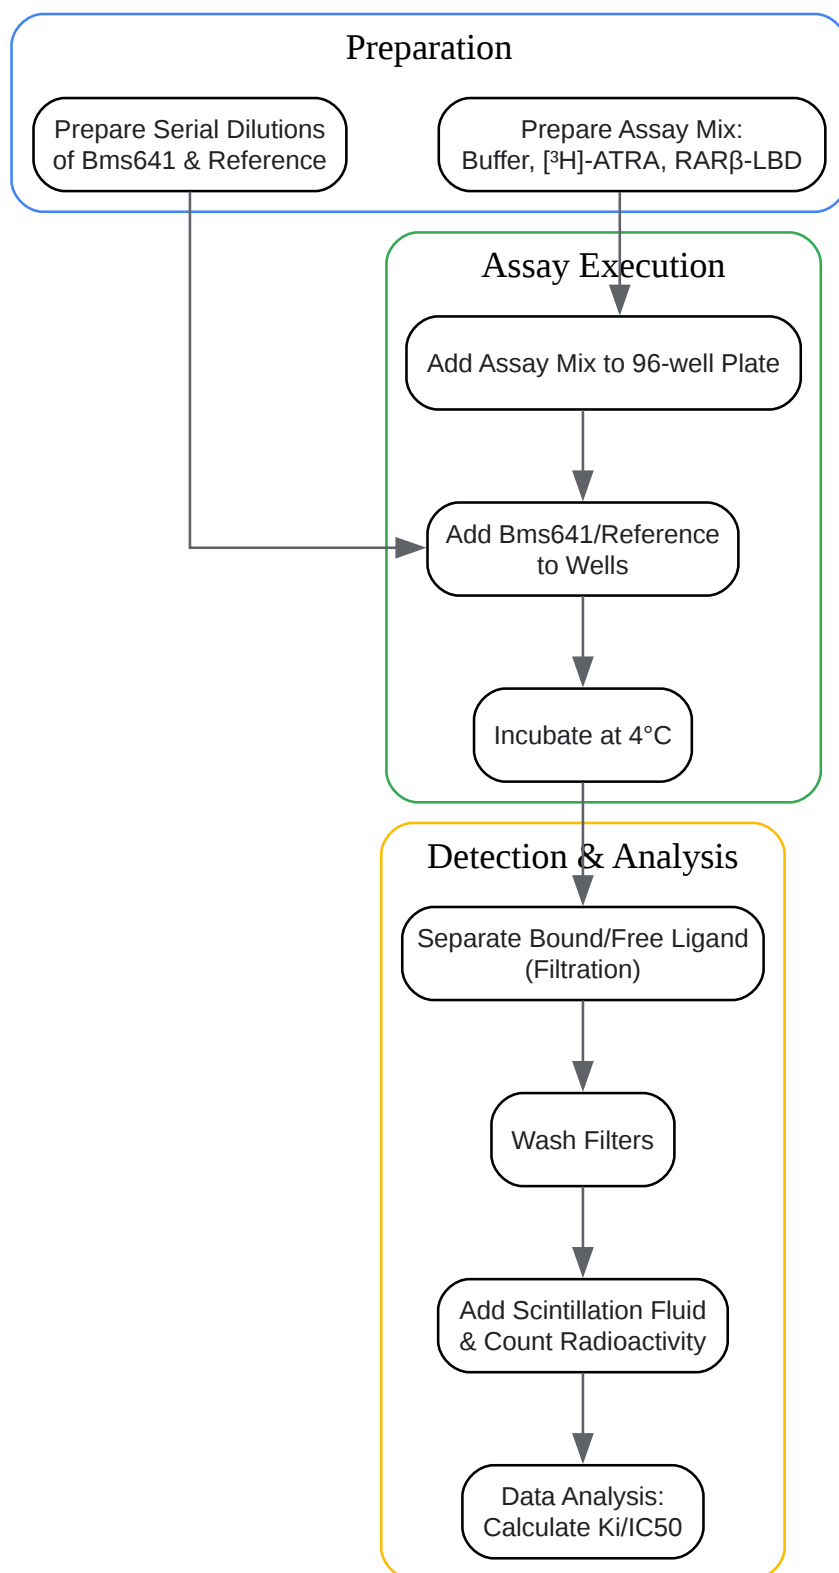 Preparation
Prepare Serial Dilutions
of Bms641 & Reference
Prepare Assay Mix:
Buffer, [³H]-ATRA, RARβ-LBD
Assay Execution
Add Assay Mix to 96-well Plate
Add Bms641/Reference
to Wells
Incubate at 4°C
Detection & Analysis
Separate Bound/Free Ligand
(Filtration)
Wash Filters
Add Scintillation Fluid
& Count Radioactivity
Data Analysis:
Calculate Ki/IC50